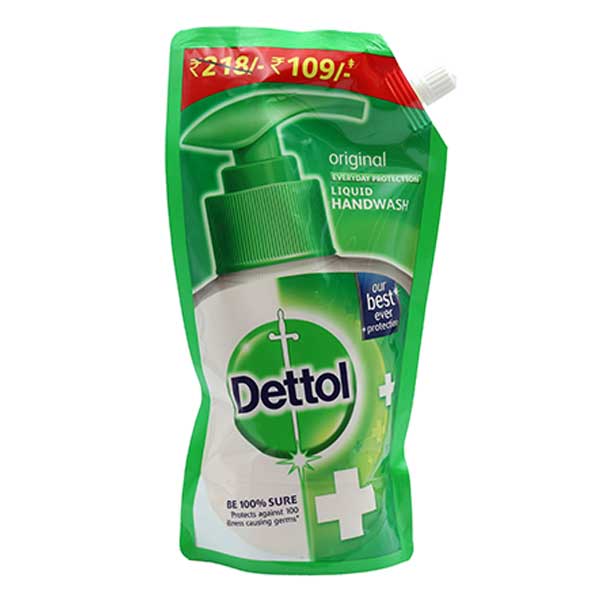 ₹218/- ₹109/-‡
original
EVERYDAY PROTECTION
LIQUID
HANDWASH
our
best*
ever
+protection
Dettol
BE 100% SURE
Protects against 100
illness causing germs*